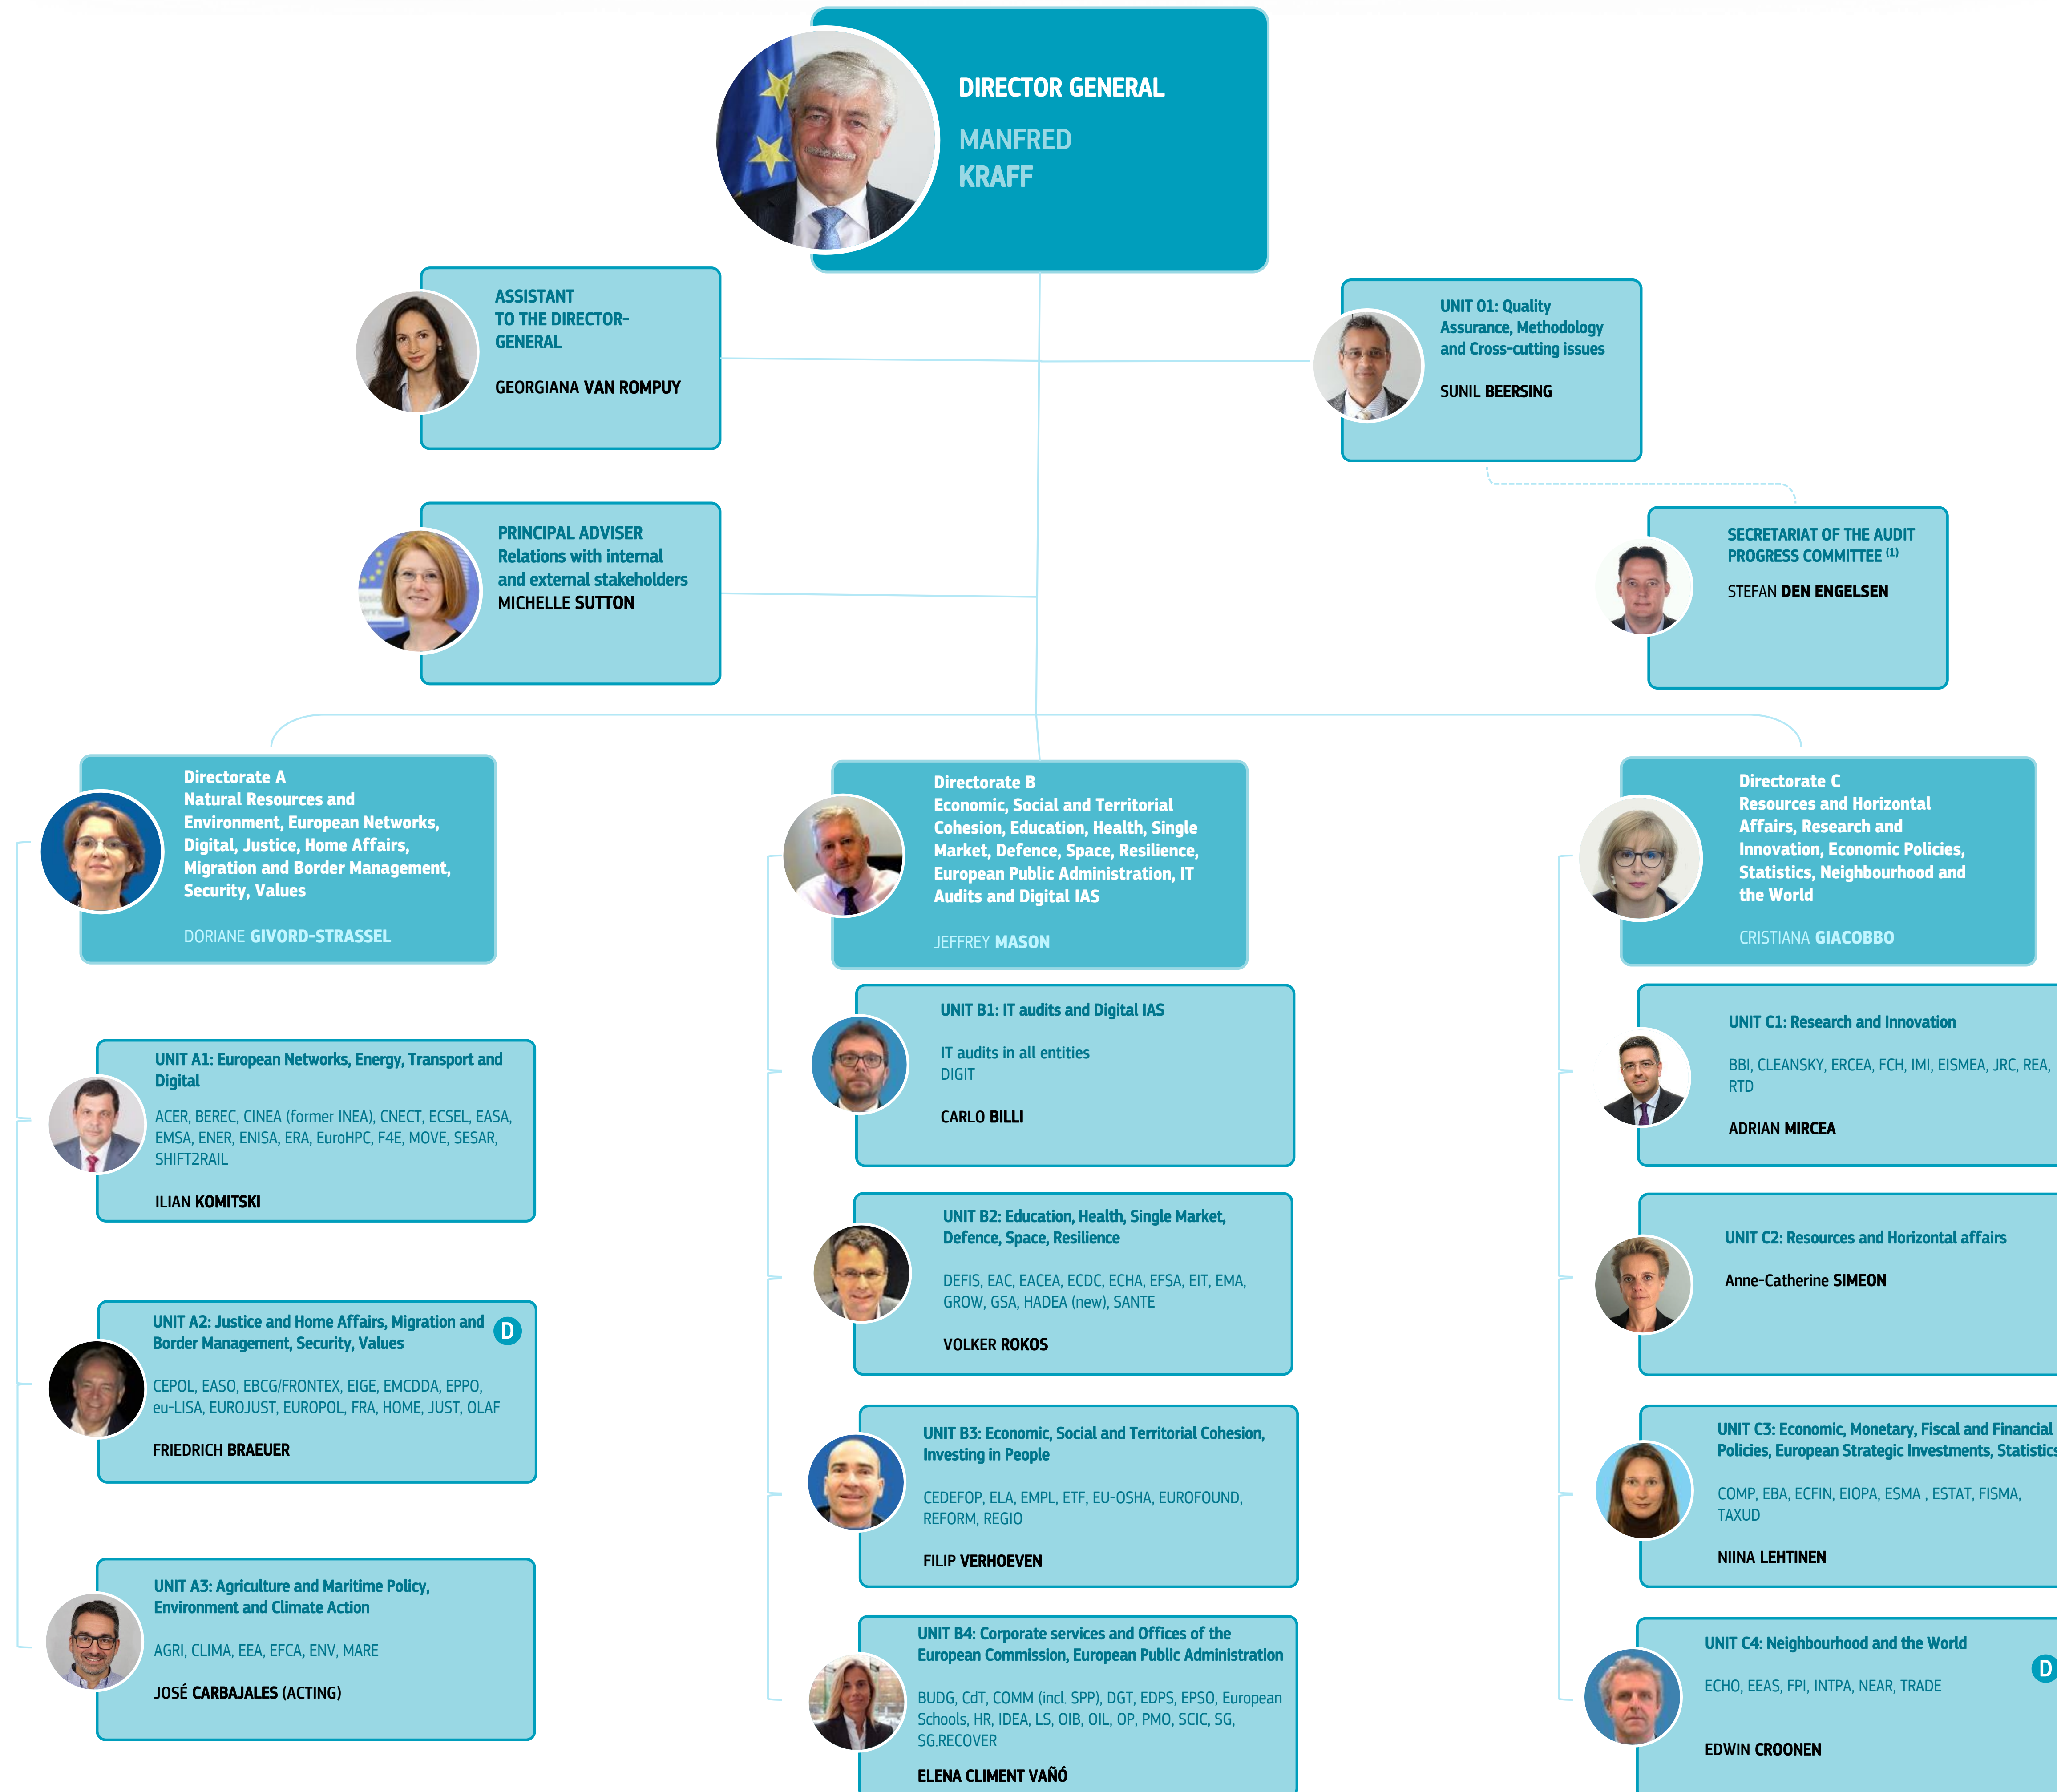 DIRECTOR GENERAL
MANFRED
KRAFF
ASSISTANT
TO THE DIRECTOR-
GENERAL
GEORGIANA VAN ROMPUY
UNIT 01: Quality
Assurance, Methodology
and Cross-cutting issues
SUNIL BEERSING
PRINCIPAL ADVISER
Relations with internal
and external stakeholders
MICHELLE SUTTON
SECRETARIAT OF THE AUDIT
PROGRESS COMMITTEE (1)
STEFAN DEN ENGELSEN
Directorate A
Natural Resources and
Environment, European Networks,
Digital, Justice, Home Affairs,
Migration and Border Management,
Security, Values
DORIANE GIVORD-STRASSEL
UNIT A1: European Networks, Energy, Transport and
Digital
ACER, BEREC, CINEA (former INEA), CNECT, ECSEL, EASA,
EMSA, ENER, ENISA, ERA, EuroHPC, F4E, MOVE, SESAR,
SHIFT2RAIL
ILIAN KOMITSKI
UNIT A2: Justice and Home Affairs, Migration and
Border Management, Security, Values
D
CEPOL, EASO, EBCG/FRONTEX, EIGE, EMCDDA, EPPO,
eu-LISA, EUROJUST, EUROPOL, FRA, HOME, JUST, OLAF
FRIEDRICH BRAEUER
UNIT A3: Agriculture and Maritime Policy,
Environment and Climate Action
AGRI, CLIMA, EEA, EFCA, ENV, MARE
JOSÉ CARBAJALES (ACTING)
Directorate B
Economic, Social and Territorial
Cohesion, Education, Health, Single
Market, Defence, Space, Resilience,
European Public Administration, IT
Audits and Digital IAS
JEFFREY MASON
UNIT B1: IT audits and Digital IAS
IT audits in all entities
DIGIT
CARLO BILLI
UNIT B2: Education, Health, Single Market,
Defence, Space, Resilience
DEFIS, EAC, EACEA, ECDC, ECHA, EFSA, EIT, EMA,
GROW, GSA, HADEA (new), SANTE
VOLKER ROKOS
UNIT B3: Economic, Social and Territorial Cohesion,
Investing in People
CEDEFOP, ELA, EMPL, ETF, EU-OSHA, EUROFOUND,
REFORM, REGIO
FILIP VERHOEVEN
UNIT B4: Corporate services and Offices of the
European Commission, European Public Administration
BUDG, CdT, COMM (incl. SPP), DGT, EDPS, EPSO, European
Schools, HR, IDEA, LS, OIB, OIL, OP, PMO, SCIC, SG,
SG.RECOVER
ELENA CLIMENT VAÑÓ
Directorate C
Resources and Horizontal
Affairs, Research and
Innovation, Economic Policies,
Statistics, Neighbourhood and
the World
CRISTIANA GIACOBBO
UNIT C1: Research and Innovation
BBI, CLEANSKY, ERCEA, FCH, IMI, EISMEA, JRC, REA,
RTD
ADRIAN MIRCEA
UNIT C2: Resources and Horizontal affairs
Anne-Catherine SIMEON
UNIT C3: Economic, Monetary, Fiscal and Financial
Policies, European Strategic Investments, Statistics
COMP, EBA, ECFIN, EIOPA, ESMA , ESTAT, FISMA,
TAXUD
NIINA LEHTINEN
UNIT C4: Neighbourhood and the World
D
ECHO, EEAS, FPI, INTPA, NEAR, TRADE
EDWIN CROONEN